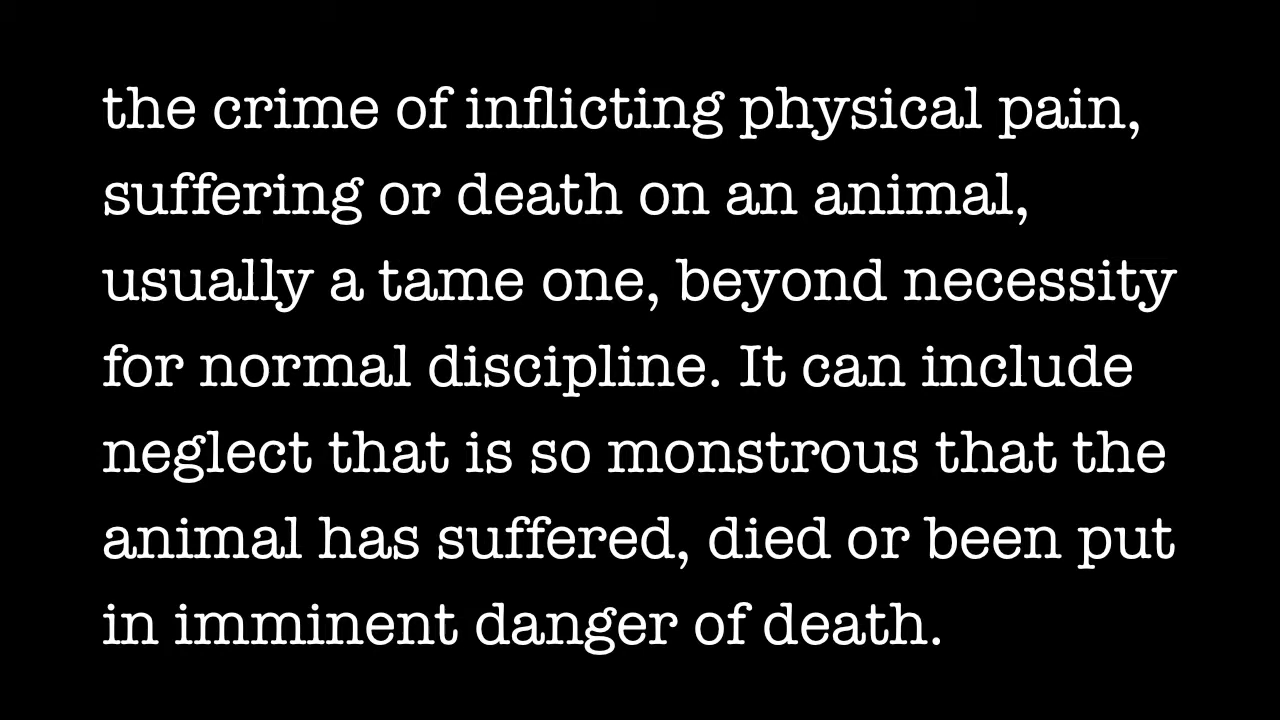 the crime of inflicting physical pain,
suffering or death on an animal,
usually a tame one, beyond necessity
for normal discipline. It can include
neglect that is so monstrous that the
animal has suffered, died or been put
in imminent danger of death.